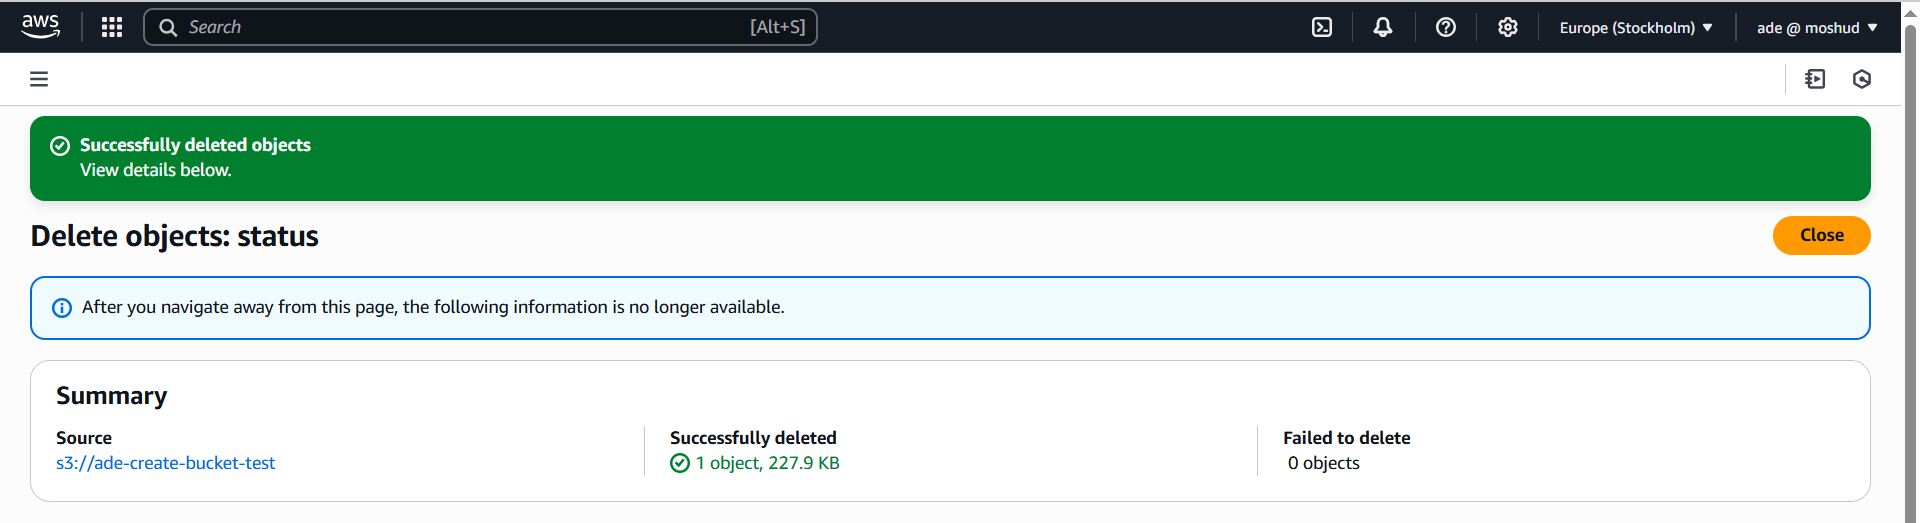 aws
Search [Alt+S] Europe (Stockholm) ade @ moshud
Successfully deleted objects
View details below.
Delete objects: status
Close
After you navigate away from this page, the following information is no longer available.
Summary
Source
s3://ade-create-bucket-test
Successfully deleted
1 object, 227.9 KB
Failed to delete
0 objects